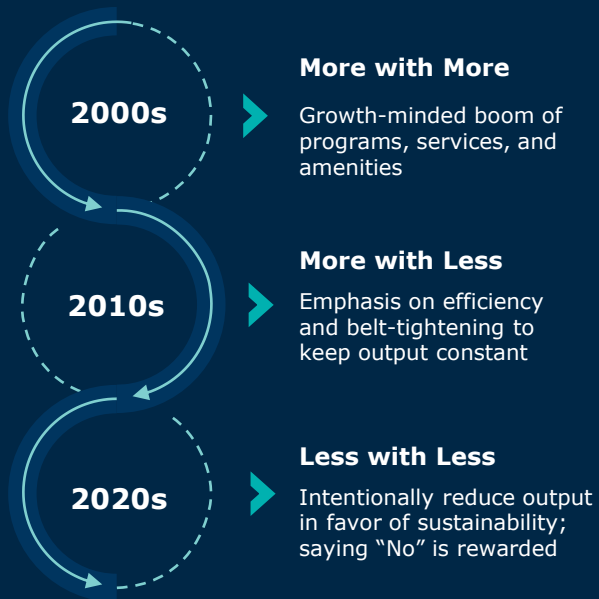 2000s
More with More
Growth-minded boom of
programs, services, and
amenities
2010s
More with Less
Emphasis on efficiency
and belt-tightening to
keep output constant
2020s
Less with Less
Intentionally reduce output
in favor of sustainability;
saying “No” is rewarded